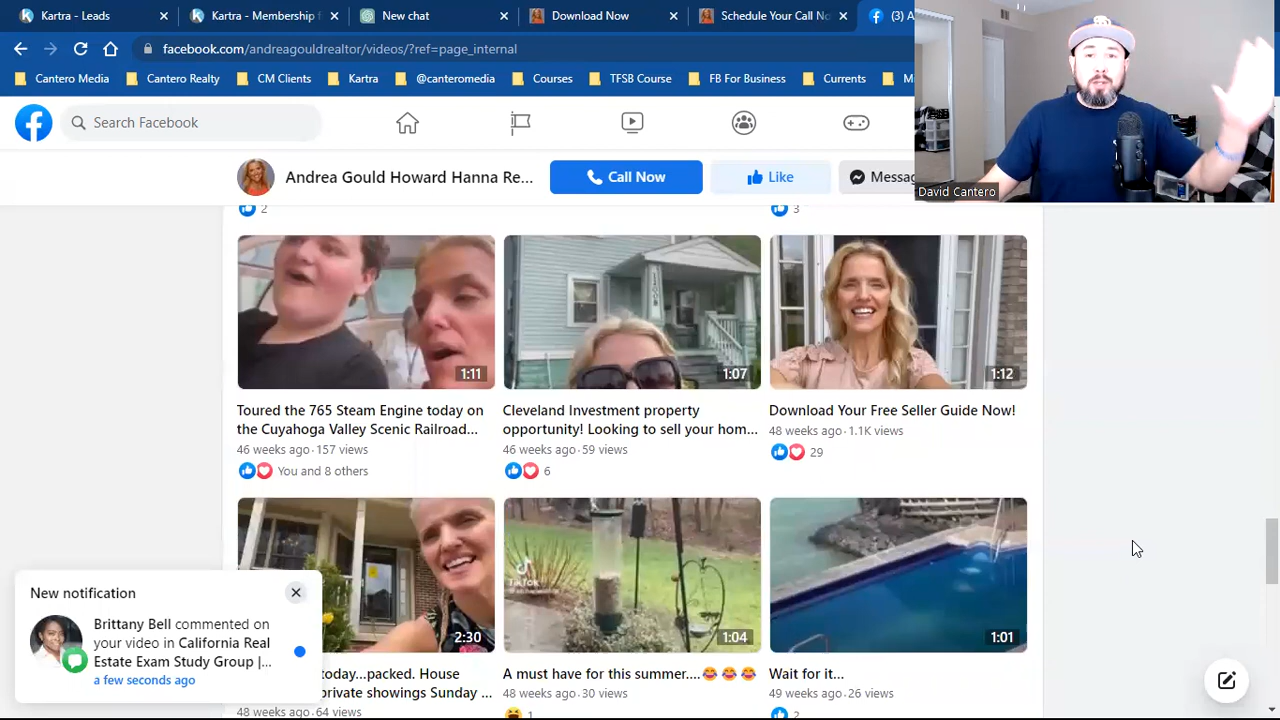 Kartra - Leads
Kartra - Membership f
New chat
Download Now
Schedule Your Call No
(3) A
facebook.com/andreagouldrealtor/videos/?ref=page_internal
Cantero Media
Cantero Realty
CM Clients
Kartra
@canteromedia
Courses
TFSB Course
FB For Business
Currents
M
David Cantero
Search Facebook
Andrea Gould Howard Hanna Re...
Call Now
Like
Messag
2
3
1:11
1:07
1:12
Toured the 765 Steam Engine today on
the Cuyahoga Valley Scenic Railroad...
46 weeks ago · 157 views
You and 8 others
Cleveland Investment property
opportunity! Looking to sell your hom...
46 weeks ago · 59 views
6
Download Your Free Seller Guide Now!
48 weeks ago · 1.1K views
29
2:30
TikTok
1:04
1:01
today...packed. House
private showings Sunday ...
48 weeks ago · 64 views
A must have for this summer....😂😂😂
48 weeks ago · 30 views
1
Wait for it...
49 weeks ago · 26 views
2
New notification
Brittany Bell commented on
your video in California Real
Estate Exam Study Group |...
a few seconds ago